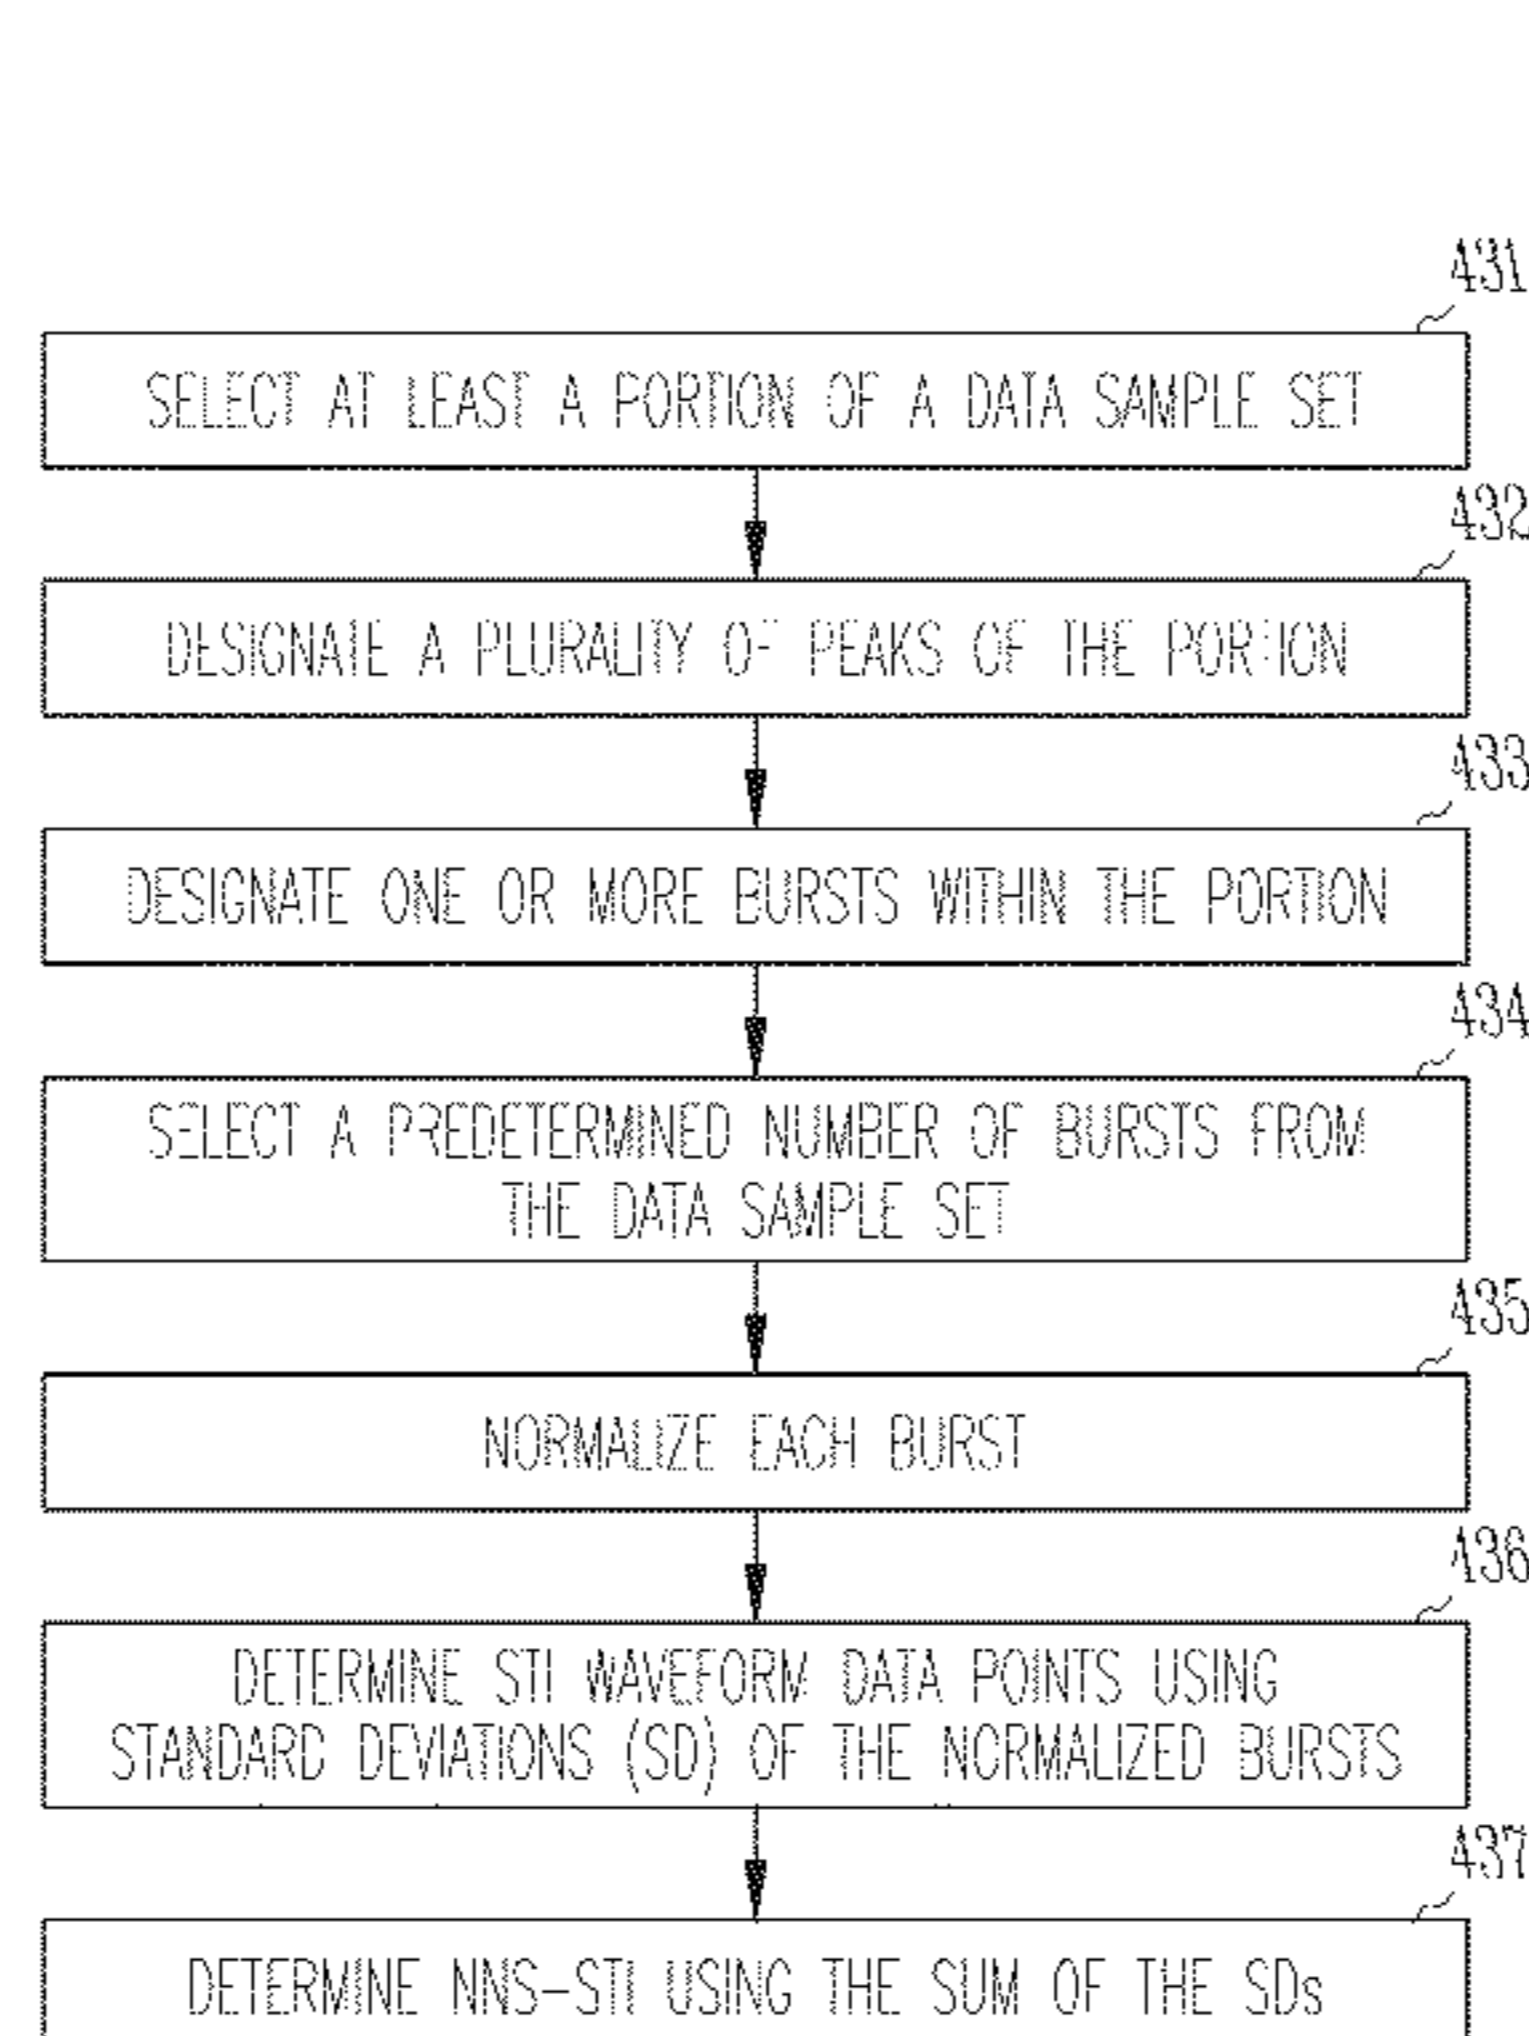 431
SELECT AT LEAST A PORTION OF A DATA SAMPLE SET
432
DESIGNATE A PLURALITY OF PEAKS OF THE PORTION
433
DESIGNATE ONE OR MORE BURSTS WITHIN THE PORTION
434
SELECT A PREDETERMINED NUMBER OF BURSTS FROM
THE DATA SAMPLE SET
435
NORMALIZE EACH BURST
436
DETERMINE STI WAVEFORM DATA POINTS USING
STANDARD DEVIATIONS (SD) OF THE NORMALIZED BURSTS
437
DETERMINE NNS-STI USING THE SUM OF THE SDs